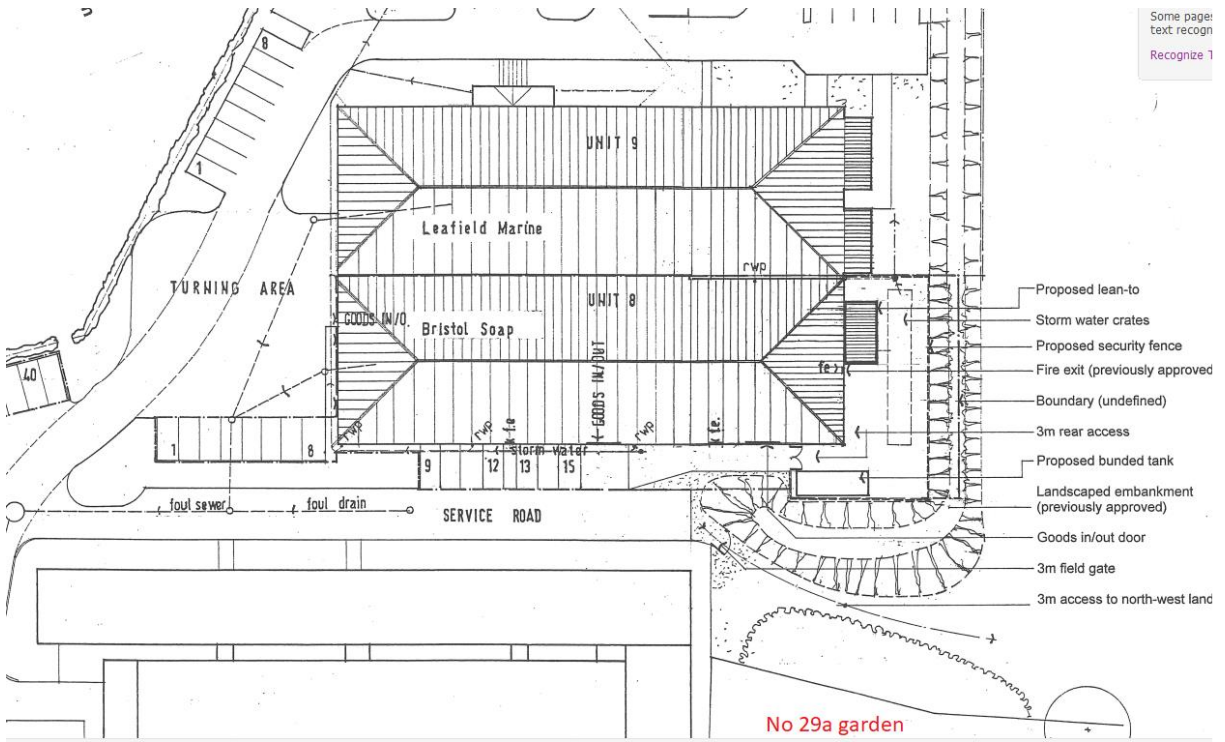 Some pages
text recogn
Recognize T
8
1
UNIT 9
Leafield Marine
rwp
TURNING AREA
UNIT 8
GOODS IN/O
Bristol Soap
GOODS IN/OUT
fe
40
rwp
rwp
f.e
rwp
f.e.
storm water
1
8
9
12
13
15
foul sewer
foul drain
SERVICE ROAD
Proposed lean-to
Storm water crates
Proposed security fence
Fire exit (previously approved
Boundary (undefined)
3m rear access
Proposed bunded tank
Landscaped embankment
(previously approved)
Goods in/out door
3m field gate
3m access to north-west land
No 29a garden